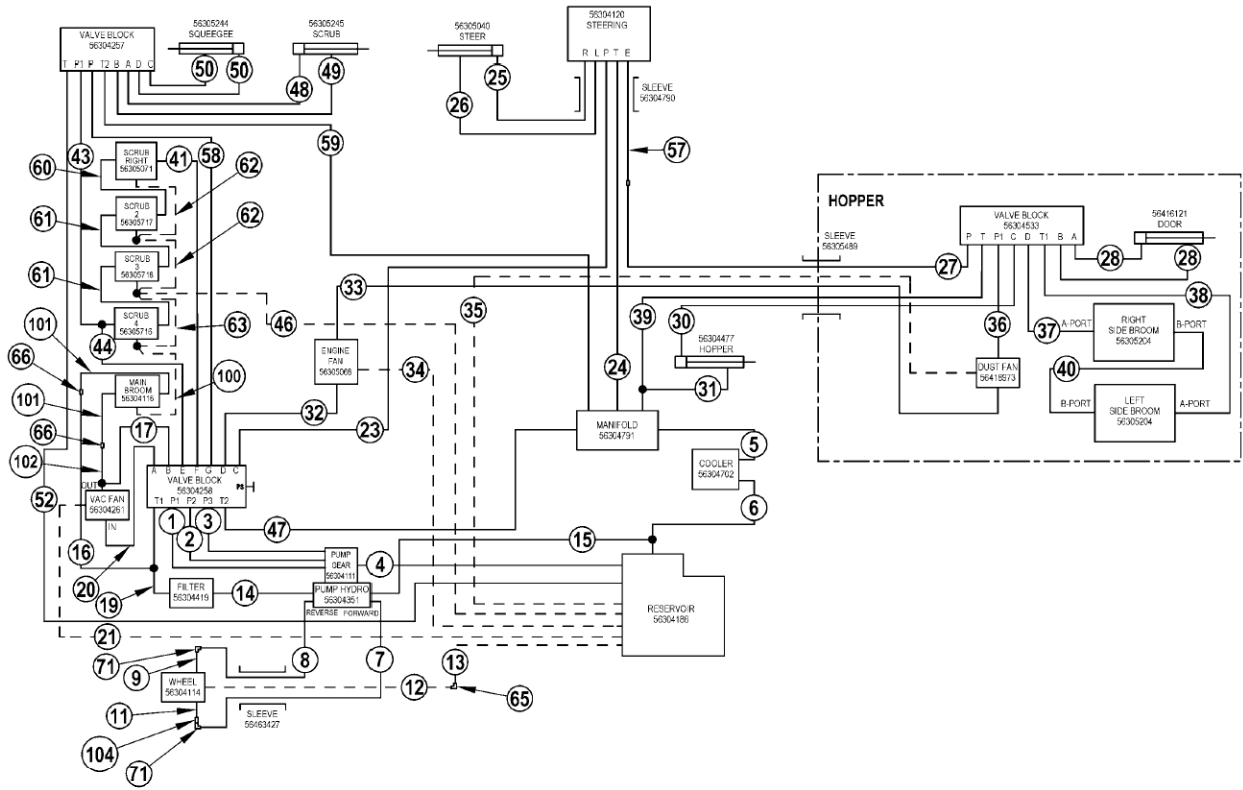 VALVE BLOCK
56304257
T P1 P T2 B A D C
56305244
SQUEEGEE
50 50
56305245
SCRUB
48 49
56305040
STEER
25
26
56304120
STEERING
R L P T E
SLEEVE
56304790
57
59
43
41
58
60
SCRUB
RIGHT
56305071
62
61
SCRUB
2
56305717
62
61
SCRUB
3
56305718
46
SCRUB
4
56305716
63
44
101
66
MAIN
BROOM
56304116
100
101
66
17
102
52
OUT
VAC FAN
56304261
IN
16
20
A B E F G D C
VALVE BLOCK
56304258
PS
T1 P1 P2 P3 T2
1 2 3
47
33
35
ENGINE
FAN
56305068
34
32
23
24
39
30
56304477
HOPPER
31
MANIFOLD
56304791
5
COOLER
56304702
6
15
HOPPER
SLEEVE
56305489
27
VALVE BLOCK
56304533
P T P1 C D T1 B A
56416121
DOOR
28 28
38
36
37
A-PORT
RIGHT
SIDE BROOM
56305204
B-PORT
DUST FAN
56418973
40
B-PORT
LEFT
SIDE BROOM
56305204
A-PORT
19
FILTER
56304419
14
PUMP
GEAR
56304111
4
PUMP HYDRO
56304351
REVERSE FORWARD
RESERVOIR
56304186
21
71
9
8
7
13
WHEEL
56304114
12
65
11
SLEEVE
56463427
104
71